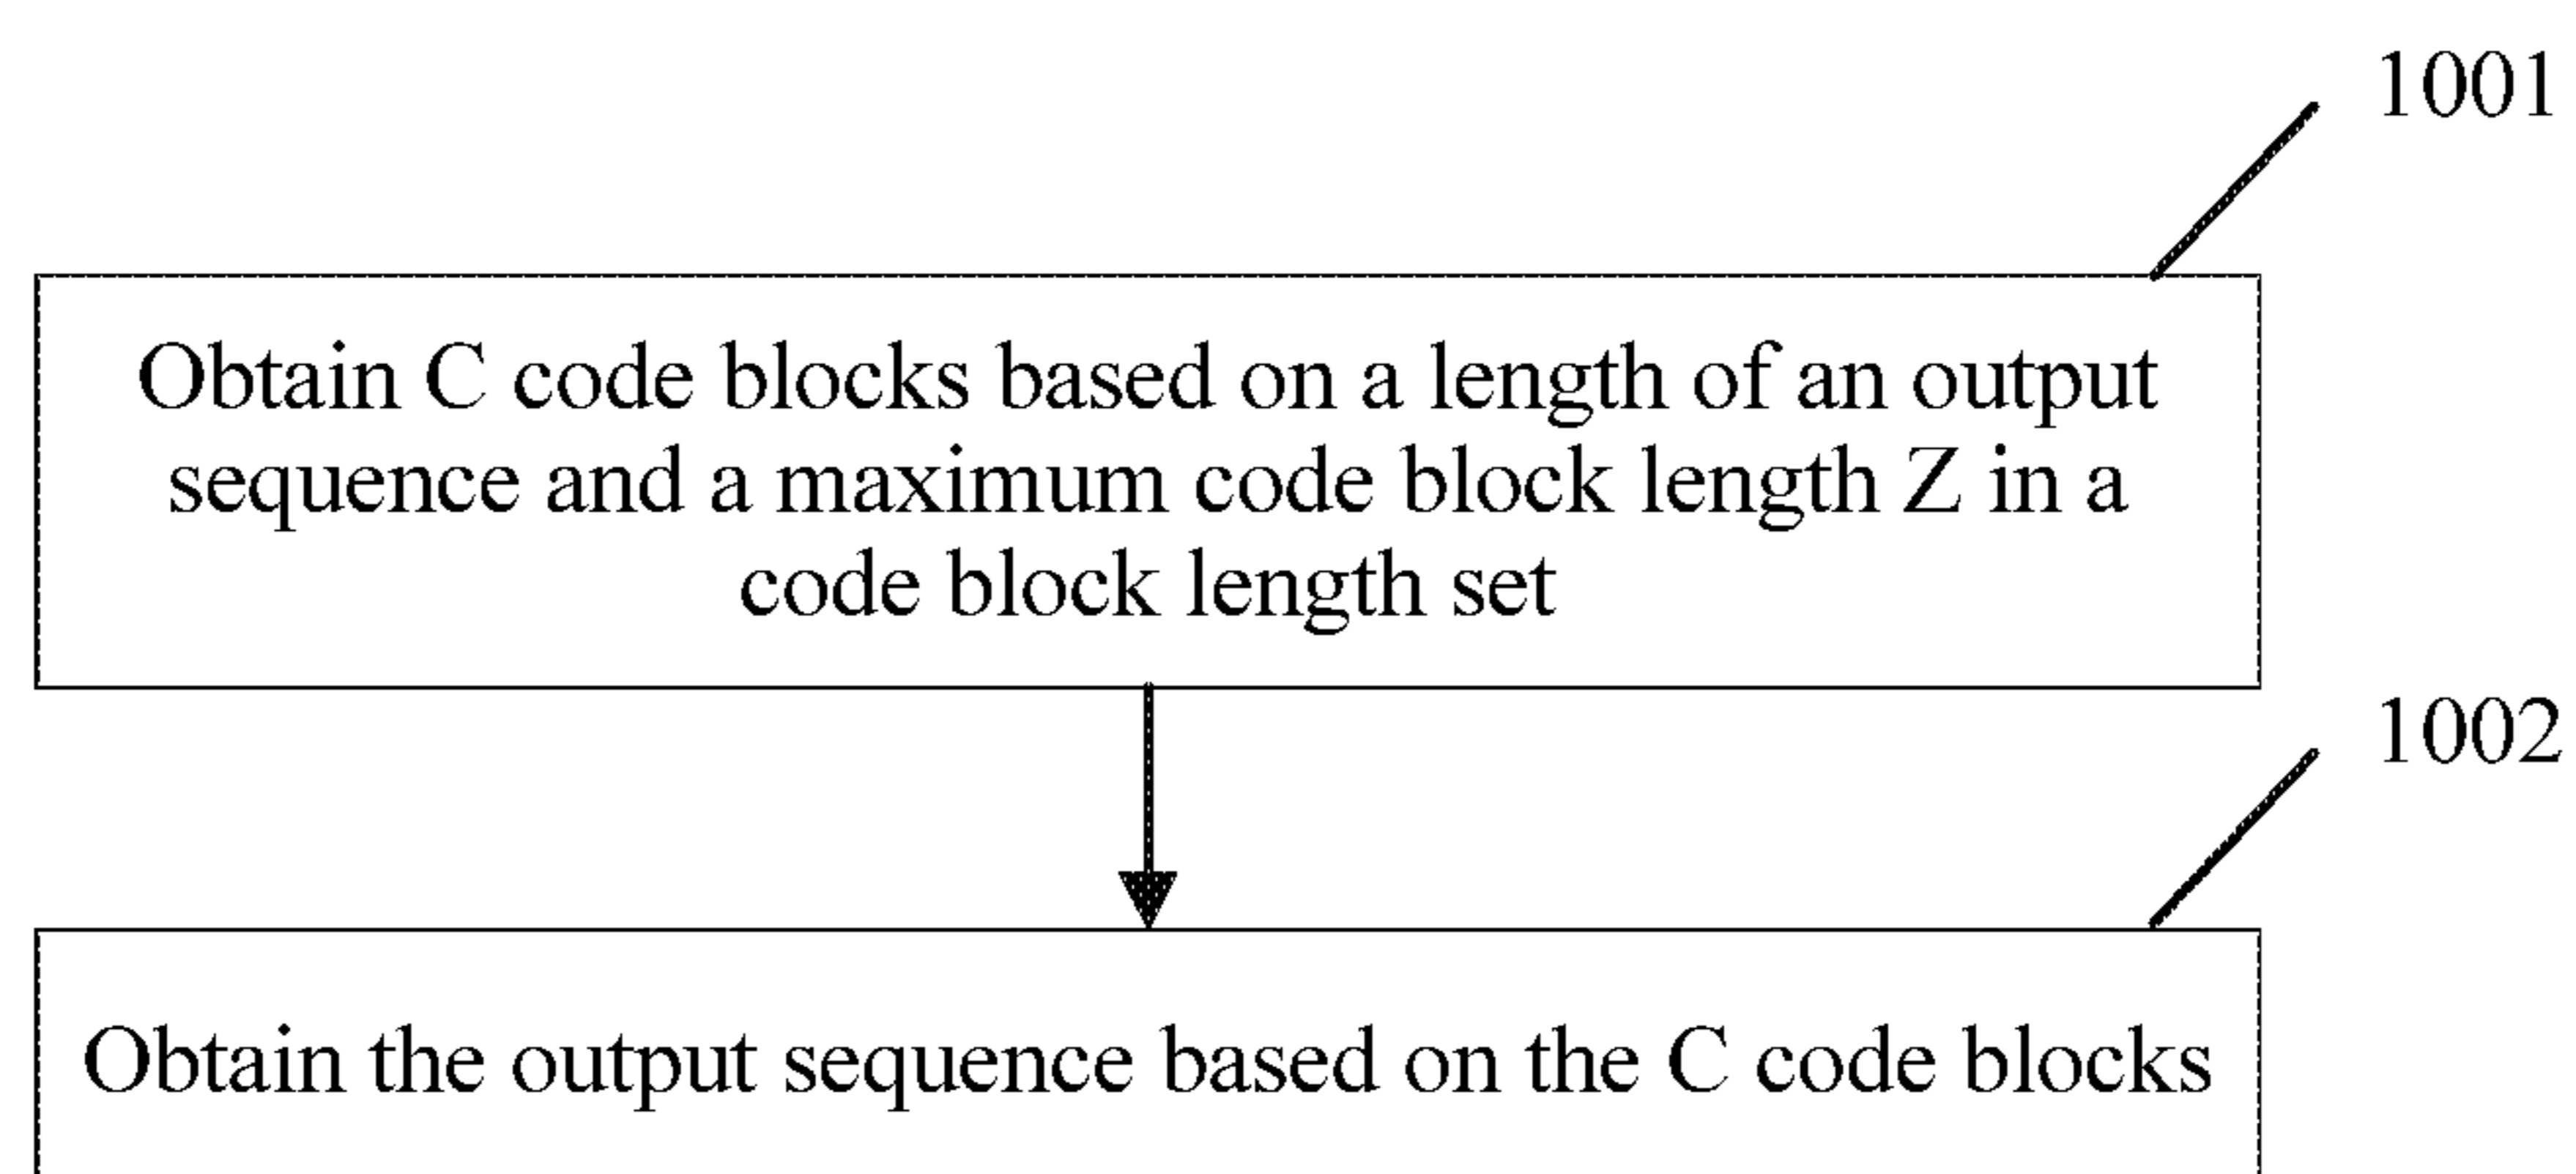 1001
Obtain C code blocks based on a length of an output
sequence and a maximum code block length Z in a
code block length set
1002
Obtain the output sequence based on the C code blocks